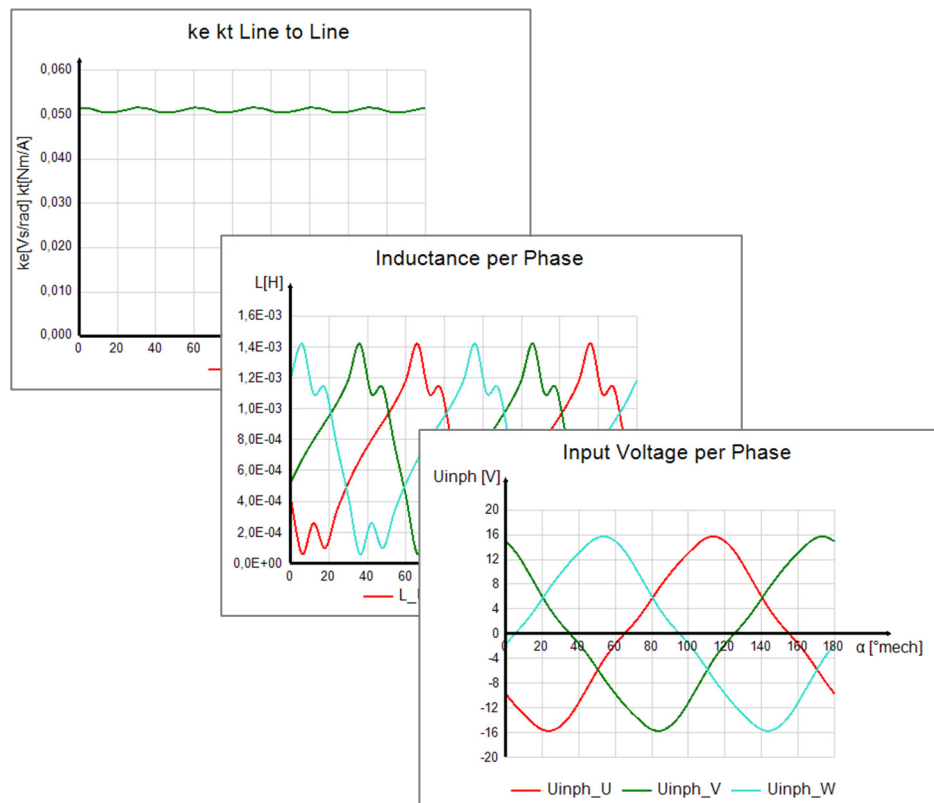 ke kt Line to Line
ke[Vs/rad] kt[Nm/A]
0,060
0,050
0,040
0,030
0,020
0,010
0,000
0 20 40 60
Inductance per Phase
L[H]
1,6E-03
1,4E-03
1,2E-03
1,0E-03
8,0E-04
6,0E-04
4,0E-04
2,0E-04
0,0E+00
0 20 40 60
Input Voltage per Phase
Uinph [V]
20
16
12
8
4
0
-4
-8
-12
-16
-20
0 20 40 60 80 100 120 140 160 180
α [°mech]
Uinph_U Uinph_V Uinph_W